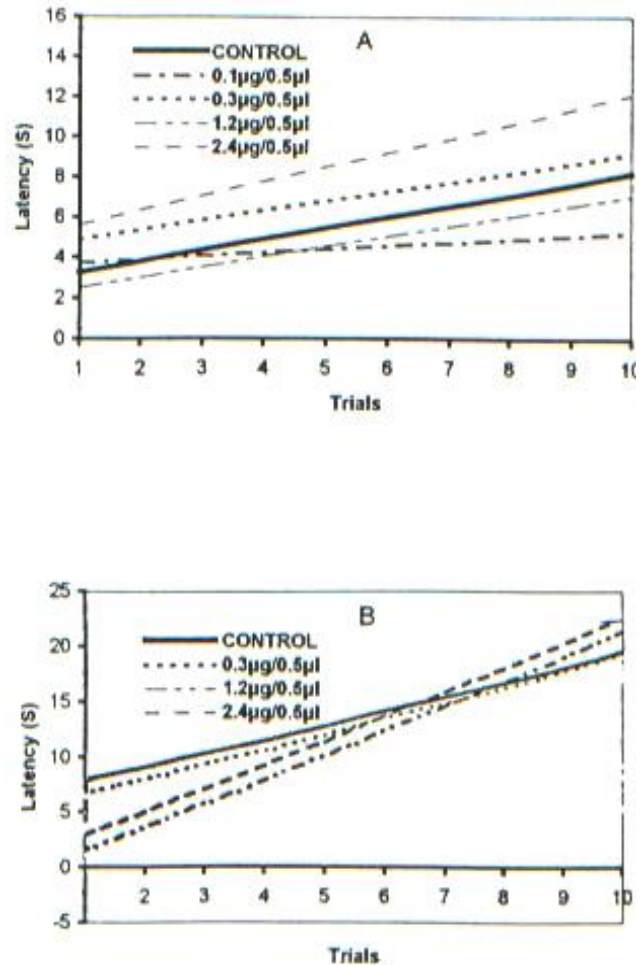 16
A
14
CONTROL
0.1µg/0.5µl
12
0.3µg/0.5µl
1.2µg/0.5µl
10
2.4µg/0.5µl
8
6
4
2
0
Latency (S)
1 2 3 4 5 6 7 8 9 10
Trials
25
B
20
CONTROL
0.3µg/0.5µl
15
1.2µg/0.5µl
2.4µg/0.5µl
10
5
0
-5
Latency (S)
2 3 4 5 6 7 8 9 10
Trials